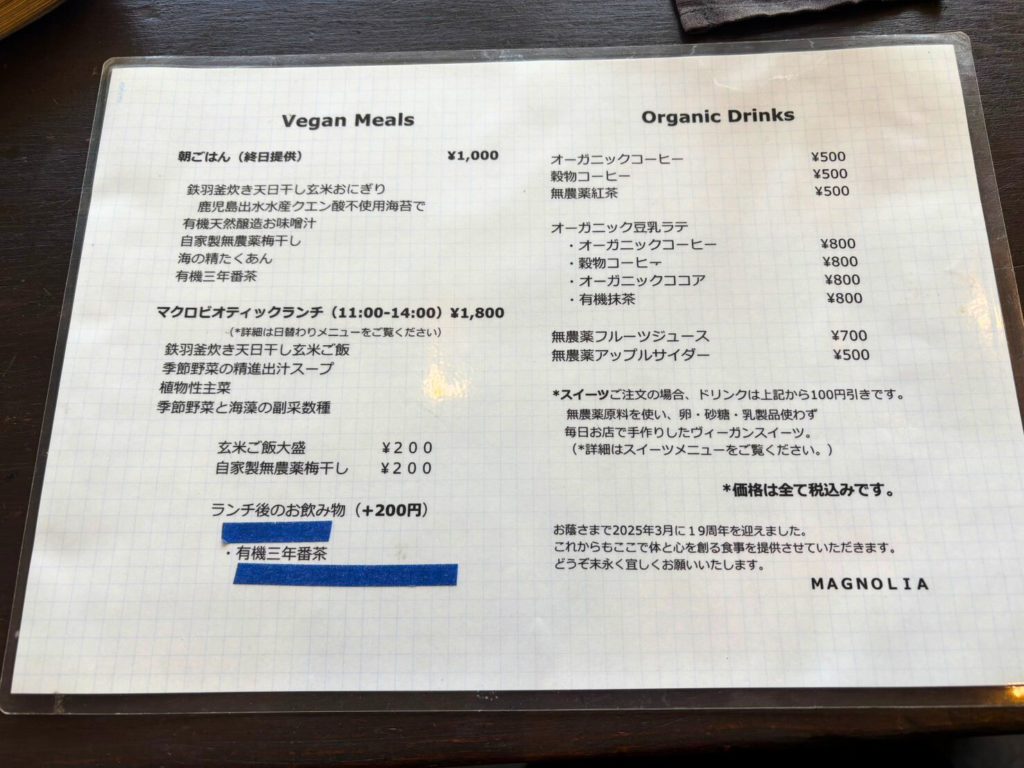 Vegan Meals
朝ごはん（終日提供） ¥1,000
鉄羽釜炊き天日干し玄米おにぎり
鹿児島出水水産クエン酸不使用海苔で
有機天然醸造お味噌汁
自家製無農薬梅干し
海の精たくあん
有機三年番茶
マクロビオティックランチ（11:00-14:00）¥1,800
（*詳細は日替わりメニューをご覧ください）
鉄羽釜炊き天日干し玄米ご飯
季節野菜の精進出汁スープ
植物性主菜
季節野菜と海藻の副采数種
玄米ご飯大盛 ¥２００
自家製無農薬梅干し ¥２００
ランチ後のお飲み物（+200円）
・有機三年番茶
Organic Drinks
オーガニックコーヒー ¥500
穀物コーヒー ¥500
無農薬紅茶 ¥500
オーガニック豆乳ラテ
・オーガニックコーヒー ¥800
・穀物コーヒー ¥800
・オーガニックココア ¥800
・有機抹茶 ¥800
無農薬フルーツジュース ¥700
無農薬アップルサイダー ¥500
*スイーツご注文の場合、ドリンクは上記から100円引きです。
無農薬原料を使い、卵・砂糖・乳製品使わず
毎日お店で手作りしたヴィーガンスイーツ。
（*詳細はスイーツメニューをご覧ください。）
*価格は全て税込みです。
お蔭さまで2025年3月に１９周年を迎えました。
これからもここで体と心を創る食事を提供させていただきます。
どうぞ末永く宜しくお願いいたします。
ＭＡＧＮＯＬＩＡ